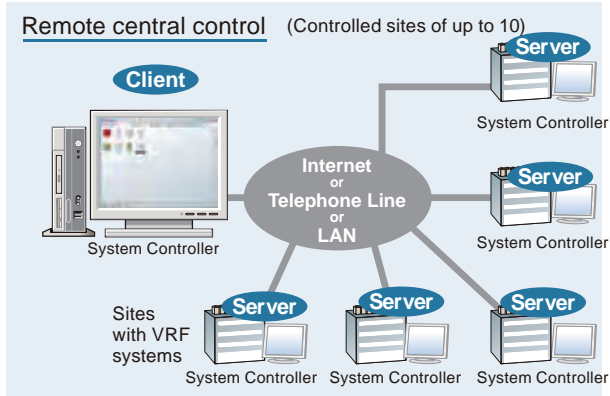 Remote central control (Controlled sites of up to 10)
Server
Client
System Controller
Internet
or
Telephone Line
or
LAN
Server
System Controller
System Controller
Sites
with VRF
systems
Server
Server
Server
System Controller
System Controller
System Controller